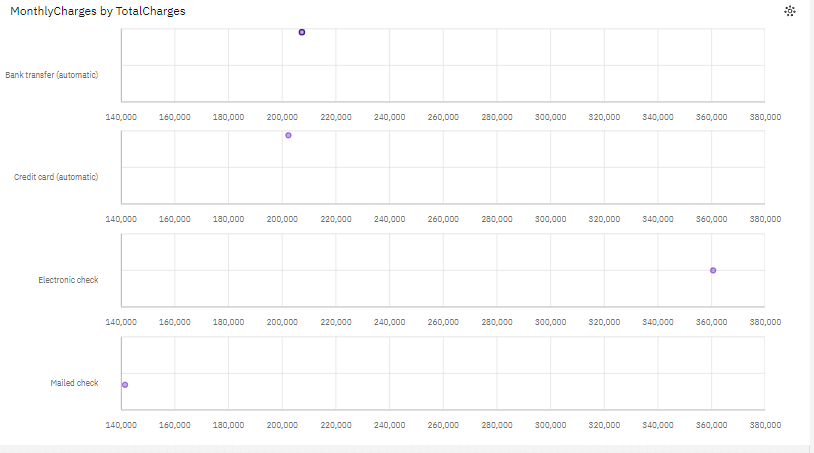 MonthlyCharges by TotalCharges
Bank transfer (automatic)
140,000 160,000 180,000 200,000 220,000 240,000 260,000 280,000 300,000 320,000 340,000 360,000 380,000
Credit card (automatic)
140,000 160,000 180,000 200,000 220,000 240,000 260,000 280,000 300,000 320,000 340,000 360,000 380,000
Electronic check
140,000 160,000 180,000 200,000 220,000 240,000 260,000 280,000 300,000 320,000 340,000 360,000 380,000
Mailed check
140,000 160,000 180,000 200,000 220,000 240,000 260,000 280,000 300,000 320,000 340,000 360,000 380,000